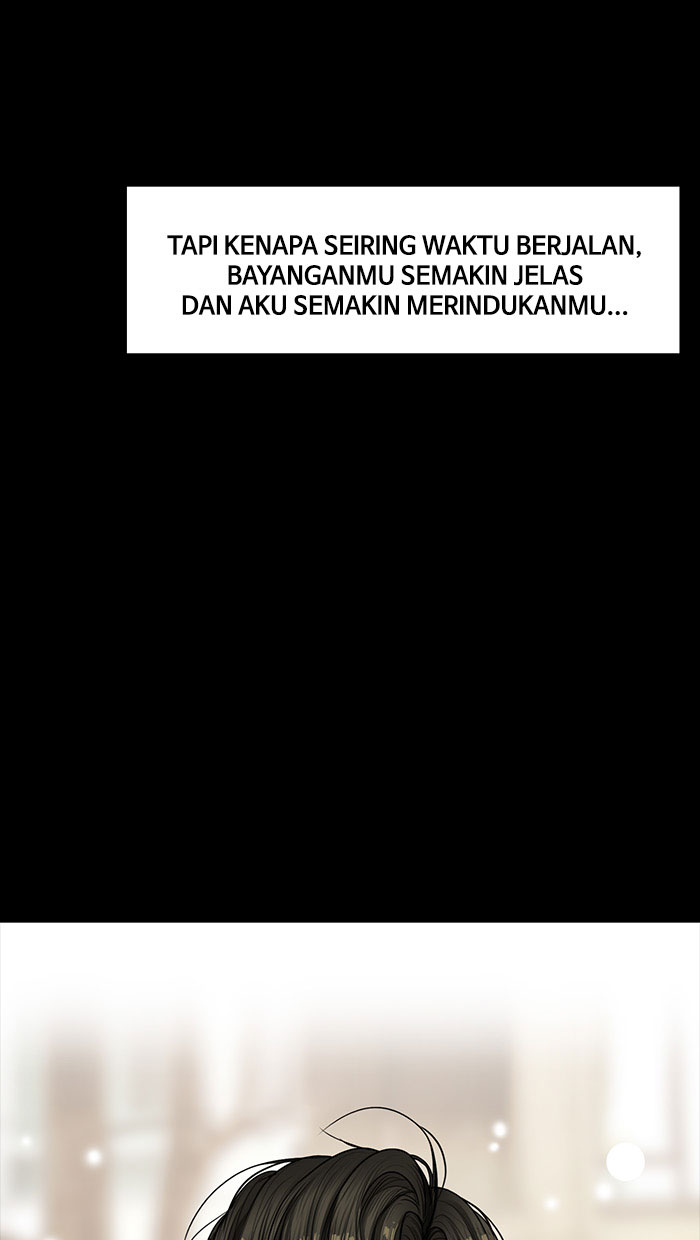 TAPI KENAPA SEIRING WAKTU BERJALAN,
BAYANGANMU SEMAKIN JELAS
DAN AKU SEMAKIN MERINDUKANMU...